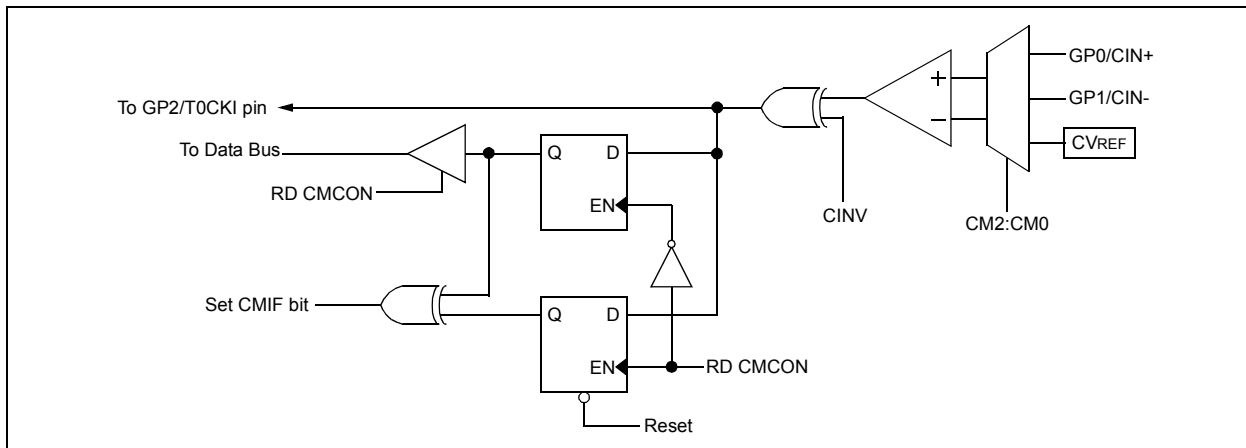 GP0/CIN+
To GP2/T0CKI pin
GP1/CIN-
To Data Bus
Q D
CVREF
RD CMCON
EN
CINV
CM2:CM0
Set CMIF bit
Q D
EN
RD CMCON
Reset